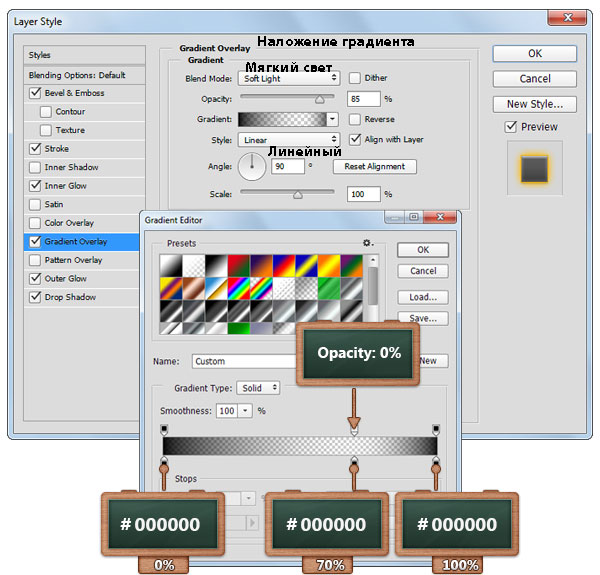 Layer Style
Styles
Blending Options: Default
Bevel & Emboss
Contour
Texture
Stroke
Inner Shadow
Inner Glow
Satin
Color Overlay
Gradient Overlay
Pattern Overlay
Outer Glow
Drop Shadow
Gradient Overlay Наложение градиента
Gradient
Мягкий свет
Blend Mode: Soft Light Dither
Opacity: 85 %
Gradient: Reverse
Style: Linear Align with Layer
Линейный
Angle: 90 ° Reset Alignment
Scale: 100 %
OK
Cancel
New Style...
Preview
Gradient Editor
Presets
OK
Cancel
Load...
Save...
Name: Custom New
Opacity: 0%
Gradient Type: Solid
Smoothness: 100 %
Stops
# 000000 # 000000 # 000000
0% 70% 100%